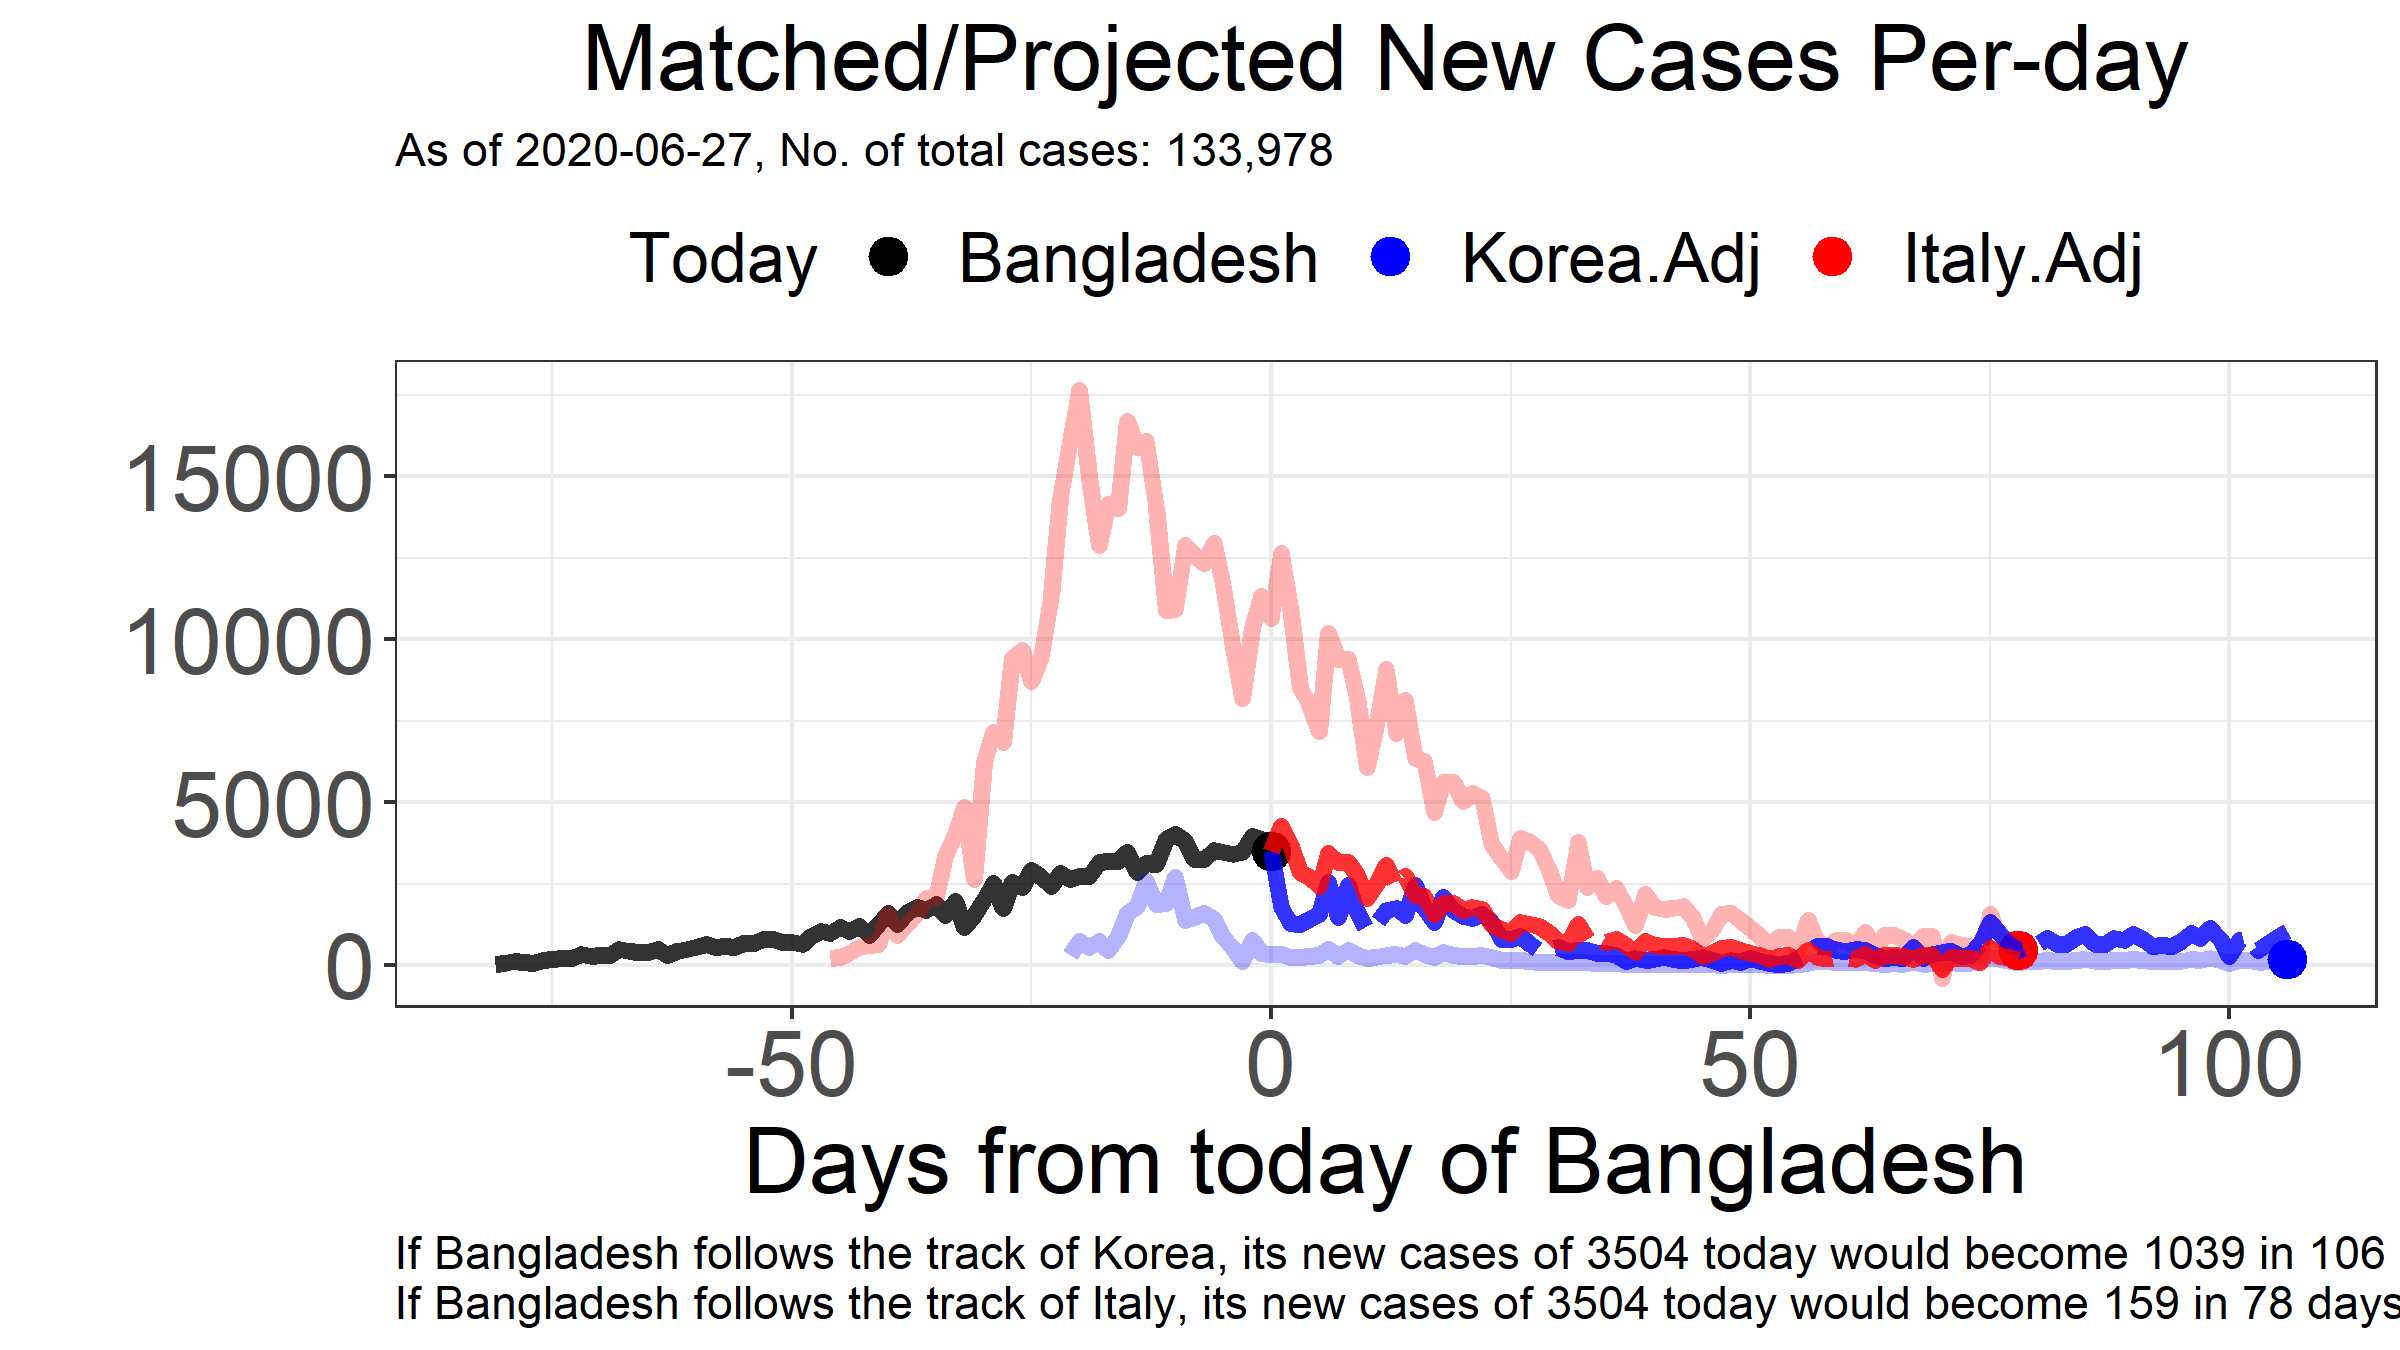 Matched/Projected New Cases Per-day
As of 2020-06-27, No. of total cases: 133,978
Today Bangladesh Korea.Adj Italy.Adj
15000
10000
5000
0
-50 0 50 100
Days from today of Bangladesh
If Bangladesh follows the track of Korea, its new cases of 3504 today would become 1039 in 106
If Bangladesh follows the track of Italy, its new cases of 3504 today would become 159 in 78 days